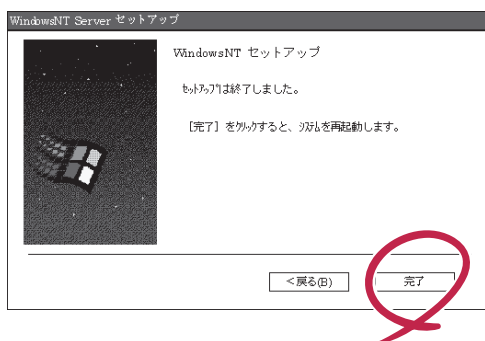 WindowsNT Server セットアップ
WindowsNT セットアップ
ｾｯﾄｱｯﾌﾟは終了しました。
［完了］をｸﾘｯｸすると、ｼｽﾃﾑを再起動します。
＜戻る(B)
完了